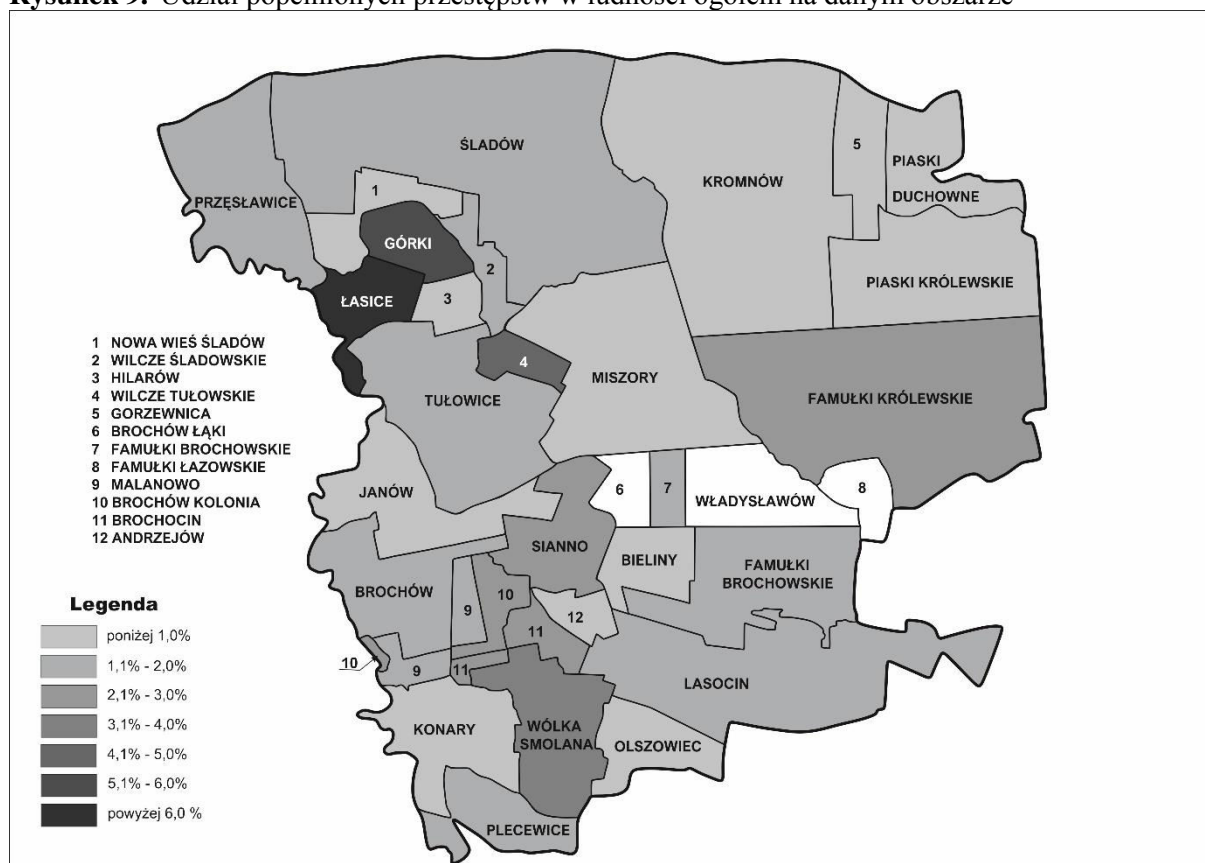 Rysunek 9. Udział popełnionych przestępstw w ludności ogółem na danym obszarze
ŚLADÓW
KROMNÓW
5
PIASKI
DUCHOWNE
PRZĘSŁAWICE
1
GÓRKI
2
PIASKI KRÓLEWSKIE
ŁASICE
3
1 NOWA WIEŚ ŚLADÓW
2 WILCZE ŚLADOWSKIE
3 HILARÓW
4 WILCZE TUŁOWSKIE
5 GORZEWNICA
6 BROCHÓW ŁĄKI
7 FAMUŁKI BROCHOWSKIE
8 FAMUŁKI ŁAZOWSKIE
9 MALANOWO
10 BROCHÓW KOLONIA
11 BROCHOCIN
12 ANDRZEJÓW
4
MISZORY
TUŁOWICE
FAMUŁKI KRÓLEWSKIE
JANÓW
6
7
WŁADYSŁAWÓW
8
SIANNO
BIELINY
FAMUŁKI
BROCHOWSKIE
BROCHÓW
9
10
12
11
10
9
11
LASOCIN
KONARY
WÓLKA
SMOLANA
OLSZOWIEC
PLECEWICE
Legenda
poniżej 1,0%
1,1% - 2,0%
2,1% - 3,0%
3,1% - 4,0%
4,1% - 5,0%
5,1% - 6,0%
powyżej 6,0 %